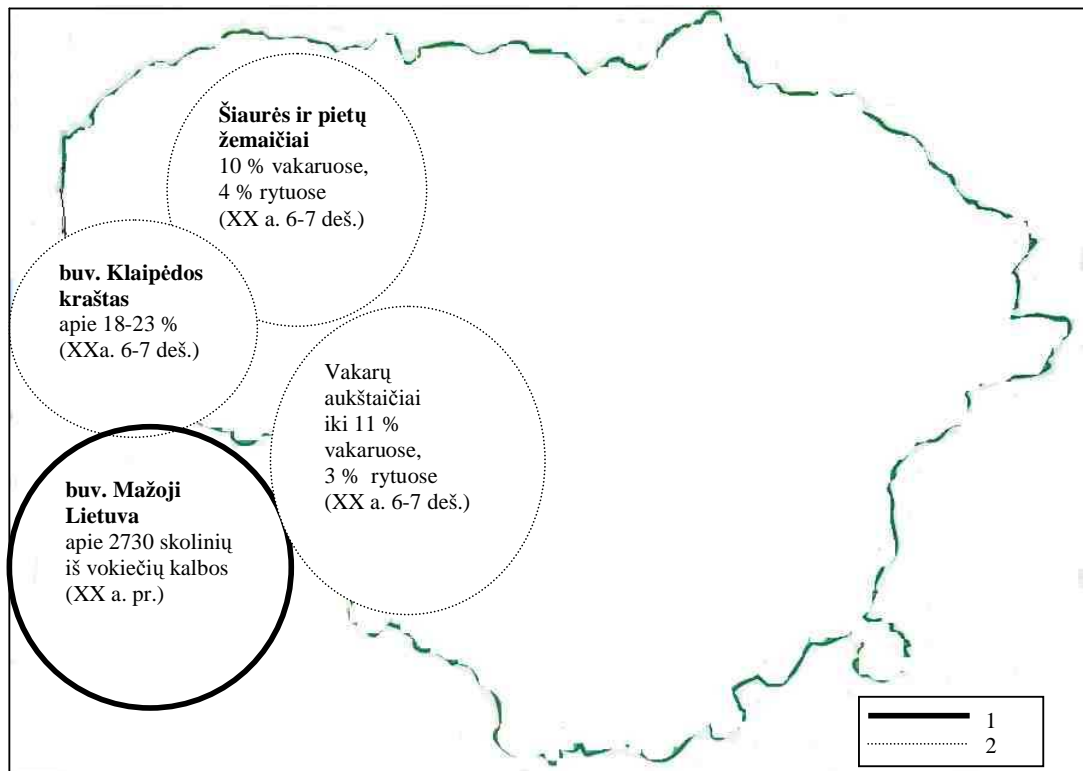 Šiaurės ir pietų
žemaičiai
10 % vakaruose,
4 % rytuose
(XX a. 6-7 deš.)
buv. Klaipėdos
kraštas
apie 18-23 %
(XXa. 6-7 deš.)
Vakarų
aukštaičiai
iki 11 %
vakaruose,
3 % rytuose
(XX a. 6-7 deš.)
buv. Mažoji
Lietuva
apie 2730 skolinių
iš vokiečių kalbos
(XX a. pr.)
1
2